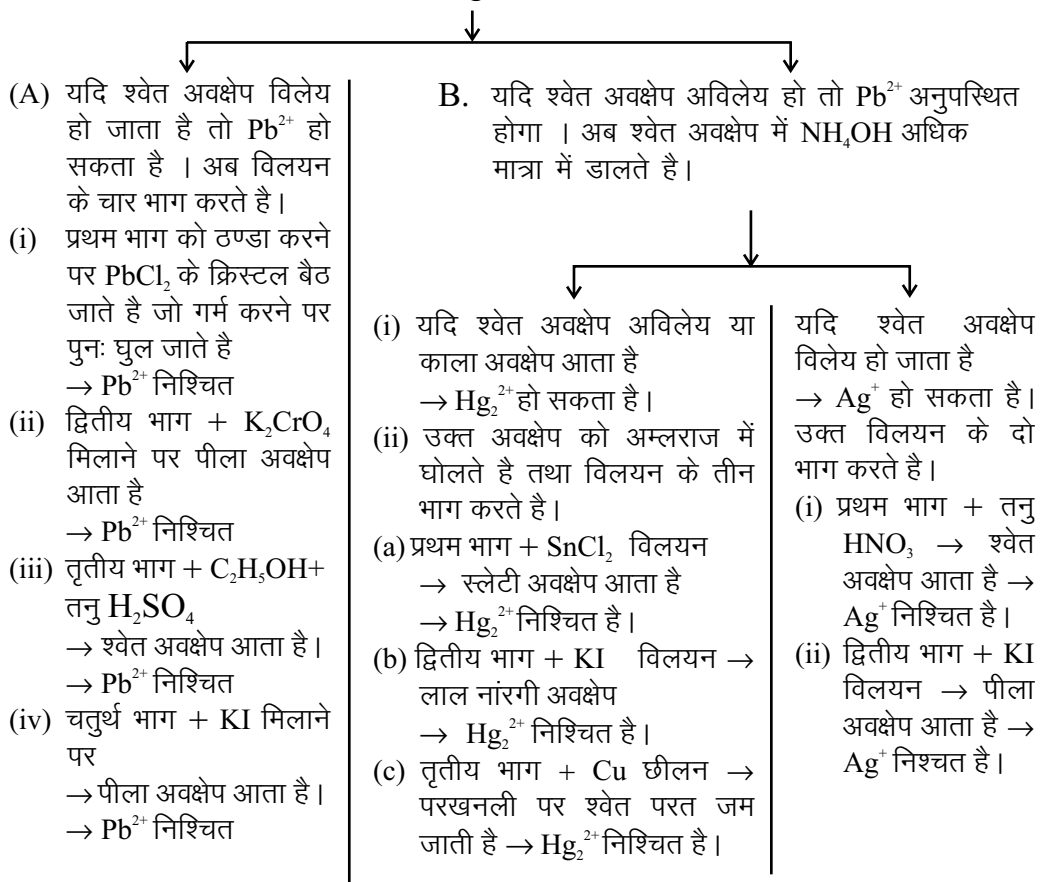 (A) यदि श्वेत अवक्षेप विलेय
हो जाता है तो Pb²⁺ हो
सकता है । अब विलयन
के चार भाग करते है।
(i) प्रथम भाग को ठण्डा करने
पर PbCl₂ के क्रिस्टल बैठ
जाते है जो गर्म करने पर
पुनः घुल जाते है
→ Pb²⁺ निश्चित
(ii) द्वितीय भाग + K₂CrO₄
मिलाने पर पीला अवक्षेप
आता है
→ Pb²⁺ निश्चित
(iii) तृतीय भाग + C₂H₅OH+
तनु H₂SO₄
→ श्वेत अवक्षेप आता है।
→ Pb²⁺ निश्चित
(iv) चतुर्थ भाग + KI मिलाने
पर
→ पीला अवक्षेप आता है।
→ Pb²⁺ निश्चित
B. यदि श्वेत अवक्षेप अविलेय हो तो Pb²⁺ अनुपस्थित
होगा । अब श्वेत अवक्षेप में NH₄OH अधिक
मात्रा में डालते है।
(i) यदि श्वेत अवक्षेप अविलेय या
काला अवक्षेप आता है
→ Hg₂²⁺ हो सकता है।
(ii) उक्त अवक्षेप को अम्लराज में
घोलते है तथा विलयन के तीन
भाग करते है।
(a) प्रथम भाग + SnCl₂ विलयन
→ स्लेटी अवक्षेप आता है
→ Hg₂²⁺ निश्चित है।
(b) द्वितीय भाग + KI विलयन →
लाल नांरगी अवक्षेप
→ Hg₂²⁺ निश्चित है।
(c) तृतीय भाग + Cu छीलन →
परखनली पर श्वेत परत जम
जाती है → Hg₂²⁺ निश्चित है।
यदि श्वेत अवक्षेप
विलेय हो जाता है
→ Ag⁺ हो सकता है।
उक्त विलयन के दो
भाग करते है।
(i) प्रथम भाग + तनु
HNO₃ → श्वेत
अवक्षेप आता है →
Ag⁺ निश्चित है।
(ii) द्वितीय भाग + KI
विलयन → पीला
अवक्षेप आता है →
Ag⁺ निश्चत है।